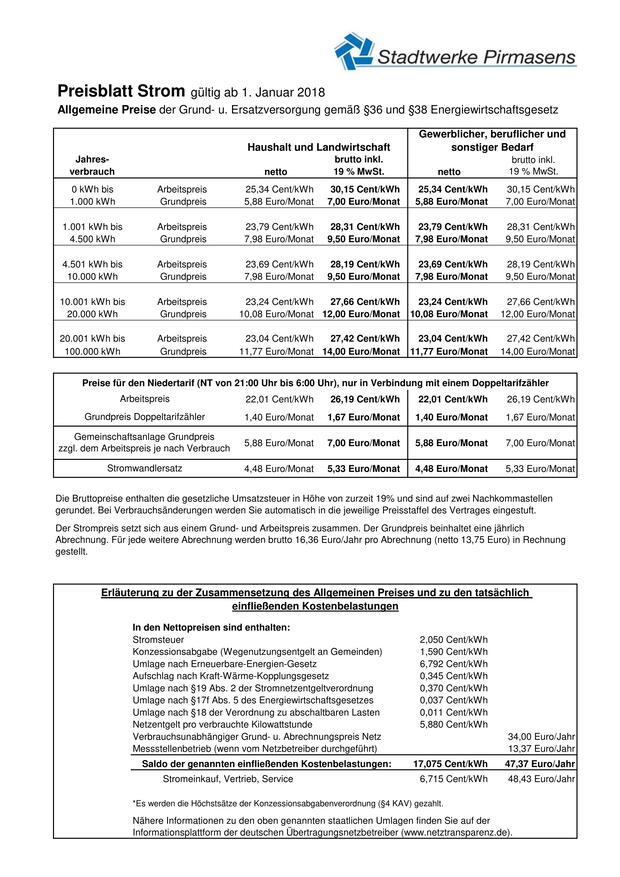 Stadtwerke Pirmasens
Preisblatt Strom gültig ab 1. Januar 2018
Allgemeine Preise der Grund- u. Ersatzversorgung gemäß §36 und §38 Energiewirtschaftsgesetz
Gewerblicher, beruflicher und
Haushalt und Landwirtschaft sonstiger Bedarf
Jahres- brutto inkl. brutto inkl.
verbrauch netto 19 % MwSt. netto 19 % MwSt.
0 kWh bis Arbeitspreis 25,34 Cent/kWh 30,15 Cent/kWh 25,34 Cent/kWh 30,15 Cent/kWh
1.000 kWh Grundpreis 5,88 Euro/Monat 7,00 Euro/Monat 5,88 Euro/Monat 7,00 Euro/Monat
1.001 kWh bis Arbeitspreis 23,79 Cent/kWh 28,31 Cent/kWh 23,79 Cent/kWh 28,31 Cent/kWh
4.500 kWh Grundpreis 7,98 Euro/Monat 9,50 Euro/Monat 7,98 Euro/Monat 9,50 Euro/Monat
4.501 kWh bis Arbeitspreis 23,69 Cent/kWh 28,19 Cent/kWh 23,69 Cent/kWh 28,19 Cent/kWh
10.000 kWh Grundpreis 7,98 Euro/Monat 9,50 Euro/Monat 7,98 Euro/Monat 9,50 Euro/Monat
10.001 kWh bis Arbeitspreis 23,24 Cent/kWh 27,66 Cent/kWh 23,24 Cent/kWh 27,66 Cent/kWh
20.000 kWh Grundpreis 10,08 Euro/Monat 12,00 Euro/Monat 10,08 Euro/Monat 12,00 Euro/Monat
20.001 kWh bis Arbeitspreis 23,04 Cent/kWh 27,42 Cent/kWh 23,04 Cent/kWh 27,42 Cent/kWh
100.000 kWh Grundpreis 11,77 Euro/Monat 14,00 Euro/Monat 11,77 Euro/Monat 14,00 Euro/Monat
Preise für den Niedertarif (NT von 21:00 Uhr bis 6:00 Uhr), nur in Verbindung mit einem Doppeltarifzähler
Arbeitspreis 22,01 Cent/kWh 26,19 Cent/kWh 22,01 Cent/kWh 26,19 Cent/kWh
Grundpreis Doppeltarifzähler 1,40 Euro/Monat 1,67 Euro/Monat 1,40 Euro/Monat 1,67 Euro/Monat
Gemeinschaftsanlage Grundpreis
zzgl. dem Arbeitspreis je nach Verbrauch 5,88 Euro/Monat 7,00 Euro/Monat 5,88 Euro/Monat 7,00 Euro/Monat
Stromwandlersatz 4,48 Euro/Monat 5,33 Euro/Monat 4,48 Euro/Monat 5,33 Euro/Monat
Die Bruttopreise enthalten die gesetzliche Umsatzsteuer in Höhe von zurzeit 19% und sind auf zwei Nachkommastellen
gerundet. Bei Verbrauchsänderungen werden Sie automatisch in die jeweilige Preisstaffel des Vertrages eingestuft.
Der Strompreis setzt sich aus einem Grund- und Arbeitspreis zusammen. Der Grundpreis beinhaltet eine jährlich
Abrechnung. Für jede weitere Abrechnung werden brutto 16,36 Euro/Jahr pro Abrechnung (netto 13,75 Euro) in Rechnung
gestellt.
Erläuterung zu der Zusammensetzung des Allgemeinen Preises und zu den tatsächlich
einfließenden Kostenbelastungen
In den Nettopreisen sind enthalten:
Stromsteuer 2,050 Cent/kWh
Konzessionsabgabe (Wegenutzungsentgelt an Gemeinden) 1,590 Cent/kWh
Umlage nach Erneuerbare-Energien-Gesetz 6,792 Cent/kWh
Aufschlag nach Kraft-Wärme-Kopplungsgesetz 0,345 Cent/kWh
Umlage nach §19 Abs. 2 der Stromnetzentgeltverordnung 0,370 Cent/kWh
Umlage nach §17f Abs. 5 des Energiewirtschaftsgesetzes 0,037 Cent/kWh
Umlage nach §18 der Verordnung zu abschaltbaren Lasten 0,011 Cent/kWh
Netzentgelt pro verbrauchte Kilowattstunde 5,880 Cent/kWh
Verbrauchsunabhängiger Grund- u. Abrechnungspreis Netz 34,00 Euro/Jahr
Messstellenbetrieb (wenn vom Netzbetreiber durchgeführt) 13,37 Euro/Jahr
Saldo der genannten einfließenden Kostenbelastungen: 17,075 Cent/kWh 47,37 Euro/Jahr
Stromeinkauf, Vertrieb, Service 6,715 Cent/kWh 48,43 Euro/Jahr
*Es werden die Höchstsätze der Konzessionsabgabenverordnung (§4 KAV) gezahlt.
Nähere Informationen zu den oben genannten staatlichen Umlagen finden Sie auf der
Informationsplattform der deutschen Übertragungsnetzbetreiber (www.netztransparenz.de).